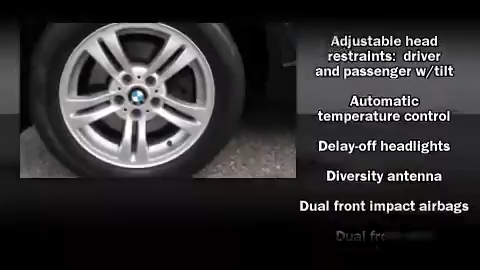 Adjustable head
restraints: driver
and passenger w/tilt
Automatic
temperature control
Delay-off headlights
Diversity antenna
Dual front impact airbags
Dual